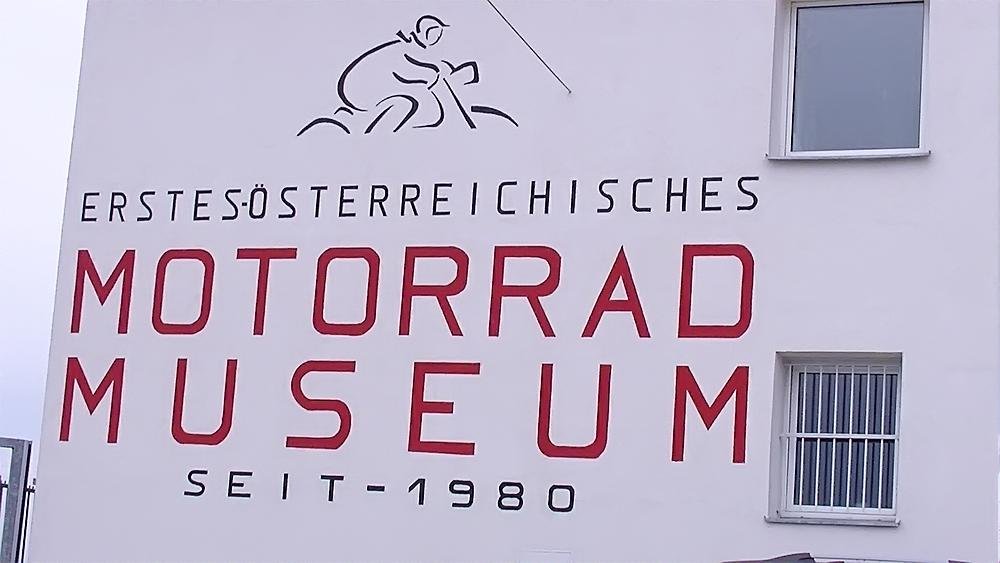 ERSTES-ÖSTERREICHISCHES
MOTORRAD
MUSEUM
SEIT-1980